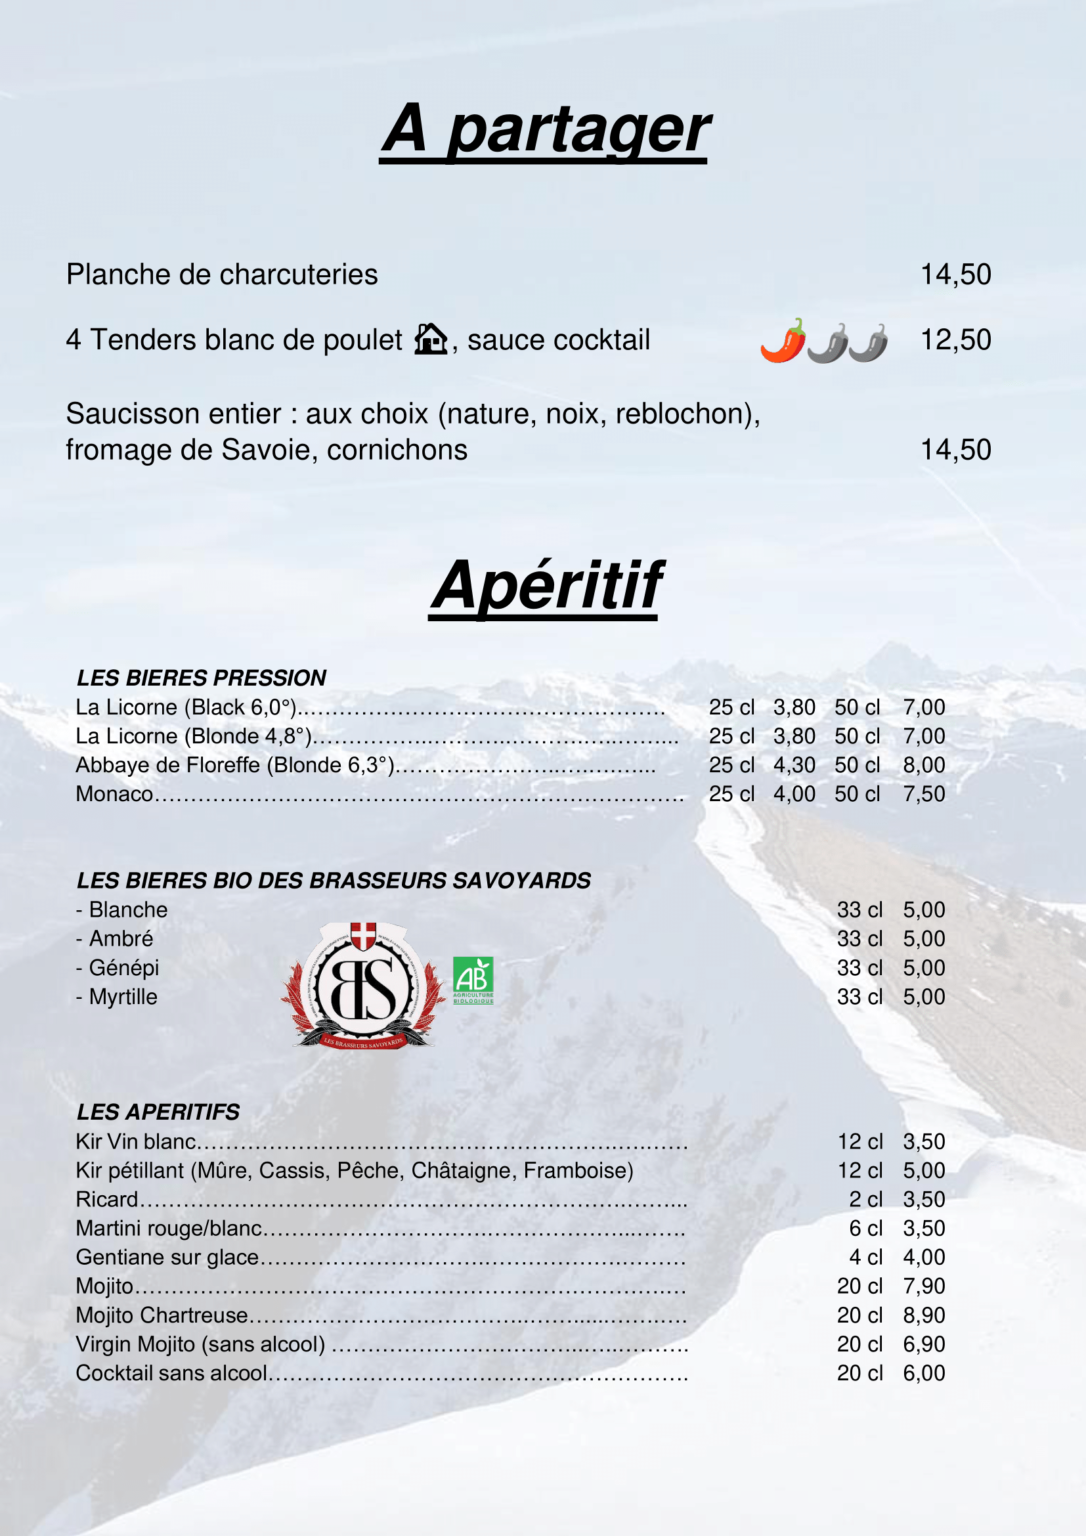 A partager
Planche de charcuteries 14,50
4 Tenders blanc de poulet , sauce cocktail 12,50
Saucisson entier : aux choix (nature, noix, reblochon),
fromage de Savoie, cornichons 14,50
Apéritif
LES BIERES PRESSION
La Licorne (Black 6,0°)............................................. 25 cl 3,80 50 cl 7,00
La Licorne (Blonde 4,8°)............................................. 25 cl 3,80 50 cl 7,00
Abbaye de Floreffe (Blonde 6,3°)................................ 25 cl 4,30 50 cl 8,00
Monaco............................................................... 25 cl 4,00 50 cl 7,50
LES BIERES BIO DES BRASSEURS SAVOYARDS
- Blanche 33 cl 5,00
- Ambré 33 cl 5,00
- Génépi 33 cl 5,00
- Myrtille 33 cl 5,00
BS
LES BRASSEURS SAVOYARDS
AB
AGRICULTURE
BIOLOGIQUE
LES APERITIFS
Kir Vin blanc............................................................ 12 cl 3,50
Kir pétillant (Mûre, Cassis, Pêche, Châtaigne, Framboise) 12 cl 5,00
Ricard.................................................................. 2 cl 3,50
Martini rouge/blanc.................................................... 6 cl 3,50
Gentiane sur glace..................................................... 4 cl 4,00
Mojito................................................................... 20 cl 7,90
Mojito Chartreuse...................................................... 20 cl 8,90
Virgin Mojito (sans alcool) .......................................... 20 cl 6,90
Cocktail sans alcool................................................... 20 cl 6,00